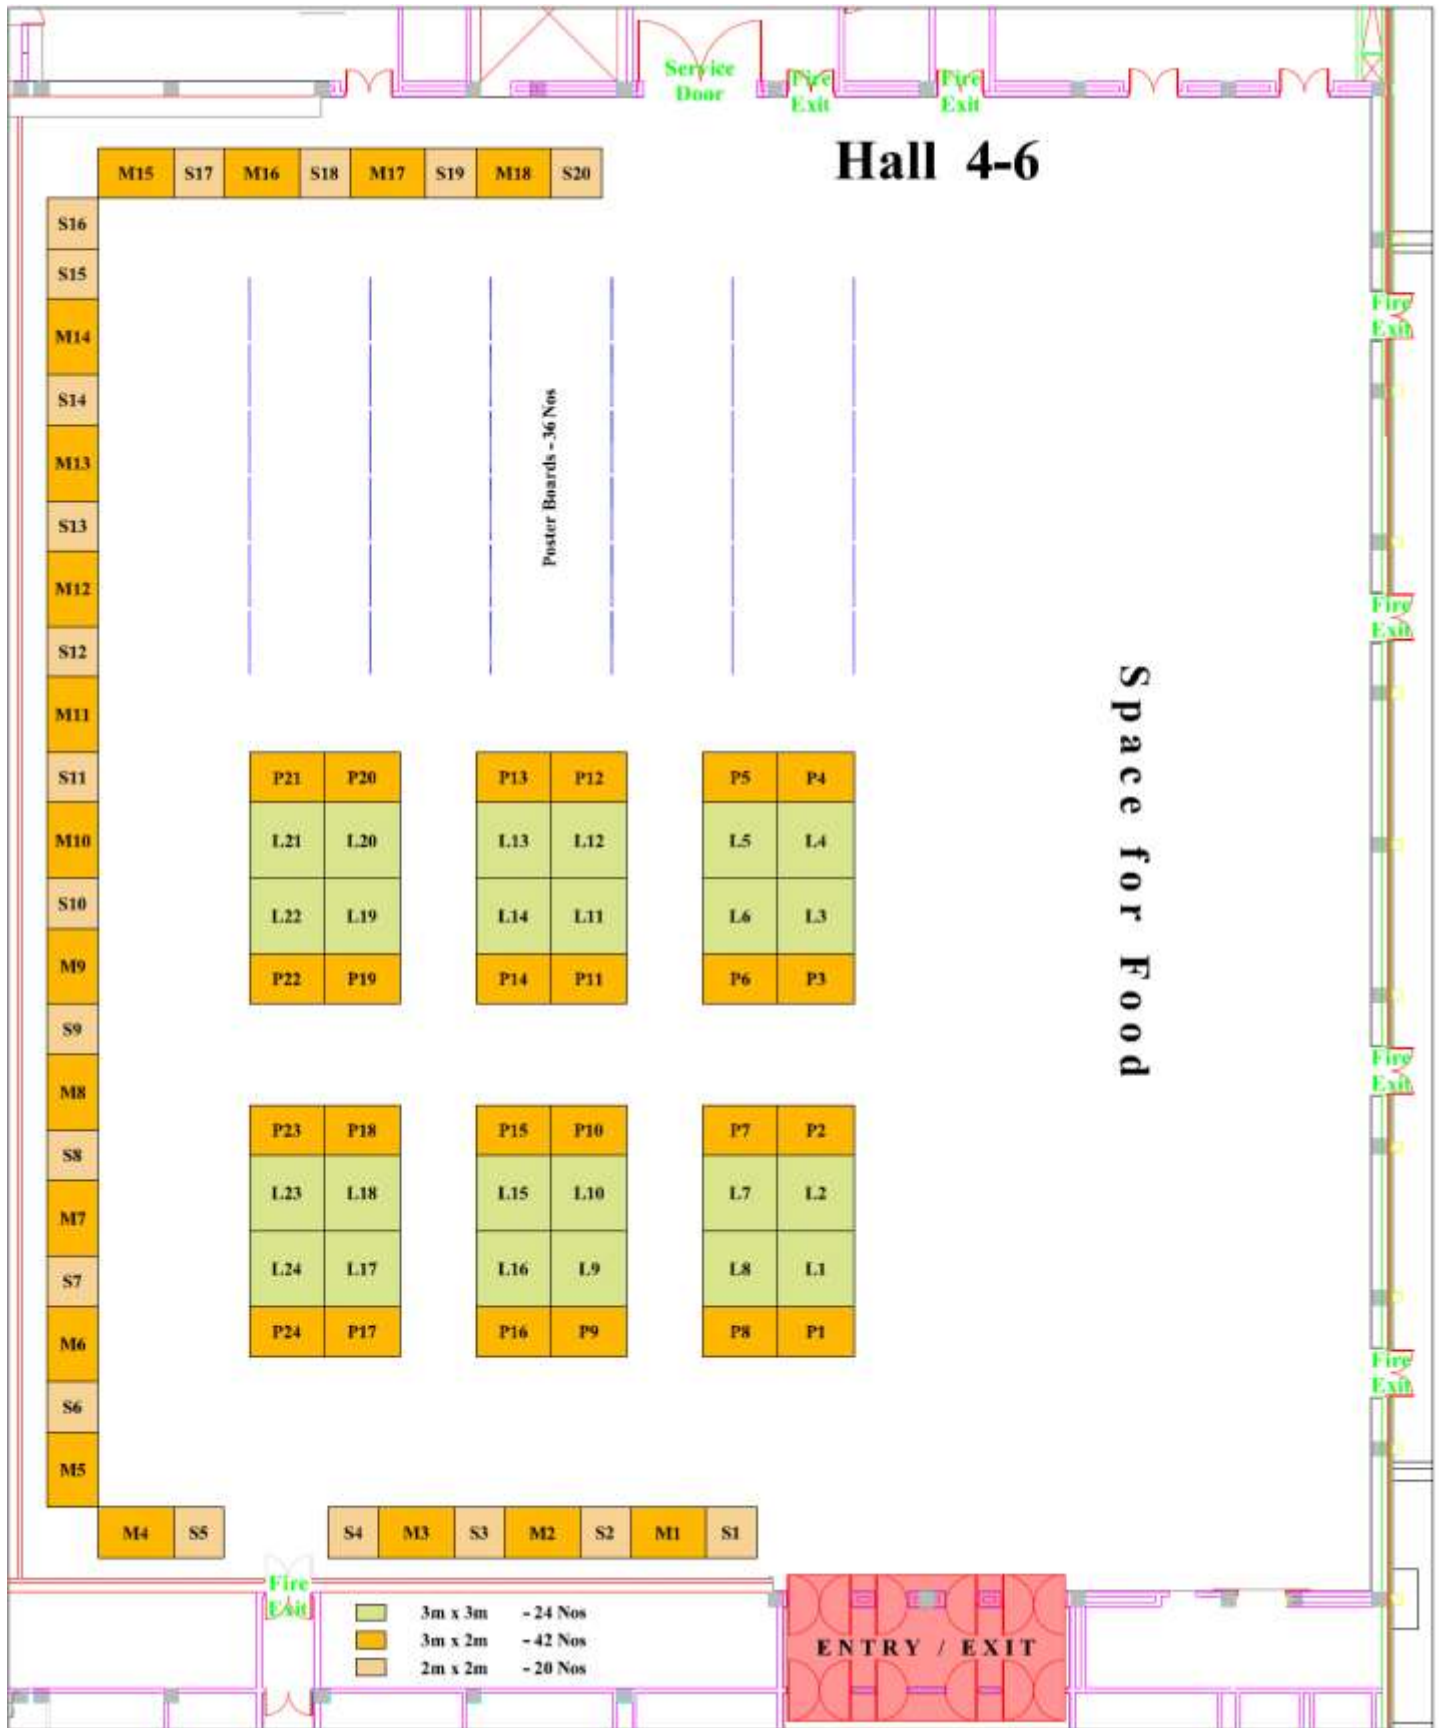 Service
Door
Fire
Exit
Fire
Exit
Hall 4-6
M15 S17 M16 S18 M17 S19 M18 S20
S16
S15
Fire
Exit
M14
S14
M13
Poster Boards - 36 Nos
S13
M12
Fire
Exit
S12
M11
Space for Food
S11 P21 P20 P13 P12 P5 P4
M10 L21 L20 L13 L12 L5 L4
S10 L22 L19 L14 L11 L6 L3
M9 P22 P19 P14 P11 P6 P3
S9
Fire
Exit
M8
P23 P18 P15 P10 P7 P2
S8
L23 L18 L15 L10 L7 L2
M7
S7 L24 L17 L16 L9 L8 L1
M6 P24 P17 P16 P9 P8 P1
Fire
Exit
S6
M5
M4 S5 S4 M3 S3 M2 S2 M1 S1
Fire
Exit
3m x 3m - 24 Nos
3m x 2m - 42 Nos
2m x 2m - 20 Nos
ENTRY / EXIT